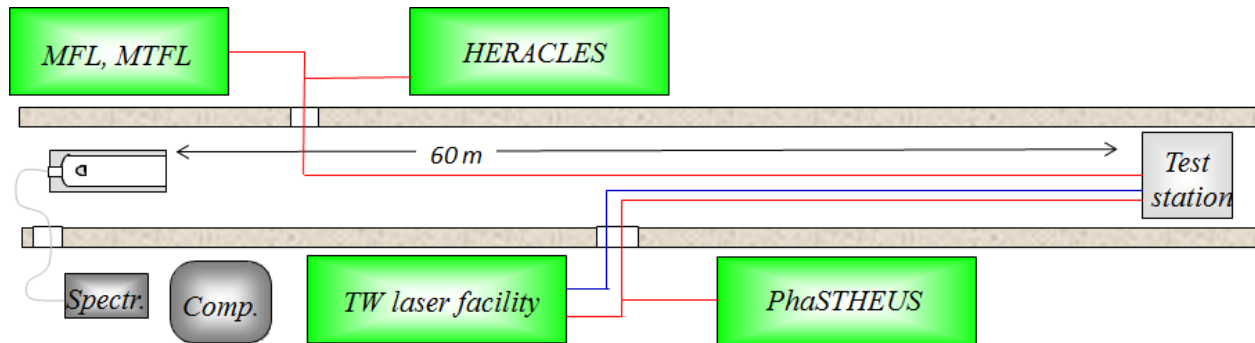 MFL, MTFL
HERACLES
60 m
Test
station
Spectr.
Comp.
TW laser facility
PhaSTHEUS